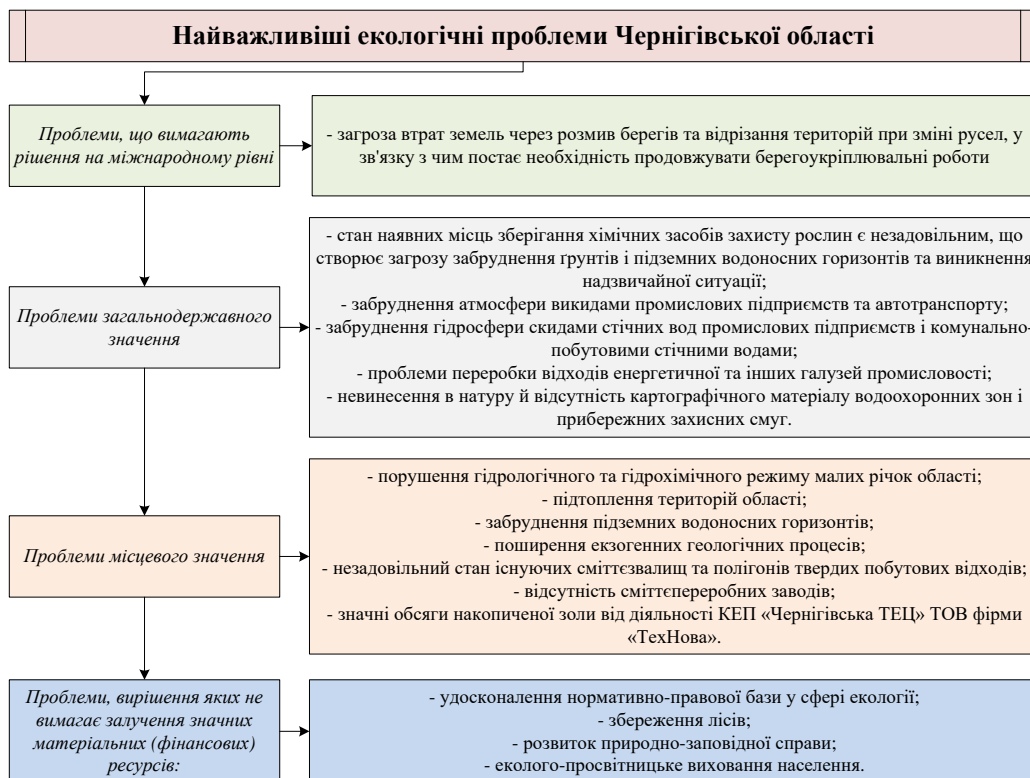 Найважливіші екологічні проблеми Чернігівської області
Проблеми, що вимагають
рішення на міжнародному рівні
- загроза втрат земель через розмив берегів та відрізання територій при зміні русел, у
зв'язку з чим постає необхідність продовжувати берегоукріплювальні роботи
Проблеми загальнодержавного
значення
- стан наявних місць зберігання хімічних засобів захисту рослин є незадовільним, що
створює загрозу забруднення ґрунтів і підземних водоносних горизонтів та виникнення
надзвичайної ситуації;
- забруднення атмосфери викидами промислових підприємств та автотранспорту;
- забруднення гідросфери скидами стічних вод промислових підприємств і комунально-
побутовими стічними водами;
- проблеми переробки відходів енергетичної та інших галузей промисловості;
- невинесення в натуру й відсутність картографічного матеріалу водоохоронних зон і
прибережних захисних смуг.
Проблеми місцевого значення
- порушення гідрологічного та гідрохімічного режиму малих річок області;
- підтоплення територій області;
- забруднення підземних водоносних горизонтів;
- поширення екзогенних геологічних процесів;
- незадовільний стан існуючих сміттєзвалищ та полігонів твердих побутових відходів;
- відсутність сміттєпереробних заводів;
- значні обсяги накопиченої золи від діяльності КЕП «Чернігівська ТЕЦ» ТОВ фірми
«ТехНова».
Проблеми, вирішення яких не
вимагає залучення значних
матеріальних (фінансових)
ресурсів:
- удосконалення нормативно-правової бази у сфері екології;
- збереження лісів;
- розвиток природно-заповідної справи;
- еколого-просвітницьке виховання населення.